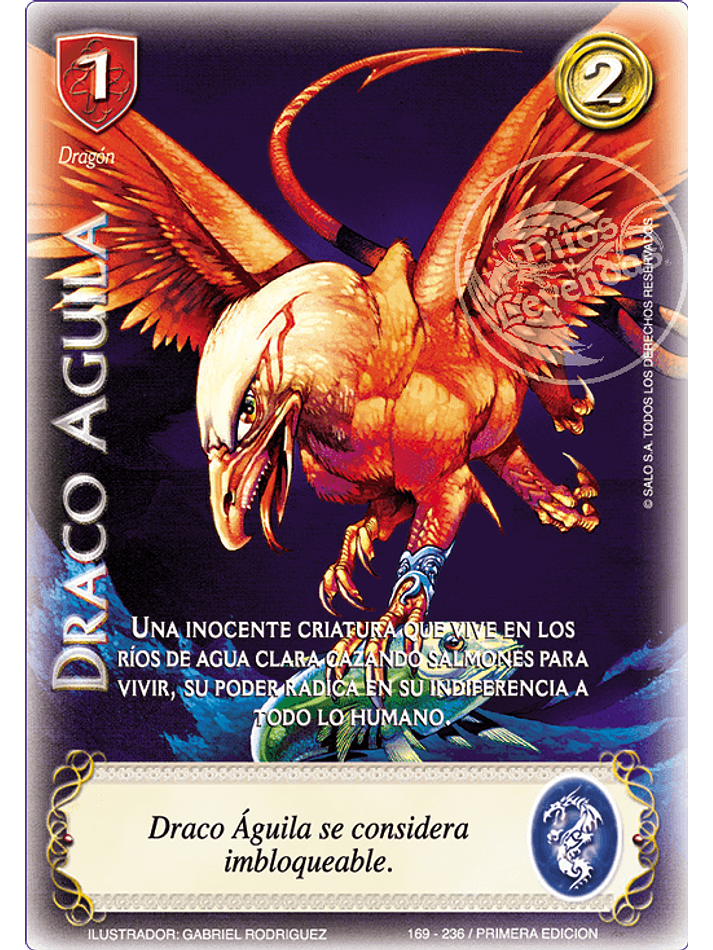 1
2
Dragón
DRACO AGUILA
Mitos
y
Leyendas
®
© SALO S.A. TODOS LOS DERECHOS RESERVADOS
UNA INOCENTE CRIATURA QUE VIVE EN LOS
RÍOS DE AGUA CLARA CAZANDO SALMONES PARA
VIVIR, SU PODER RADICA EN SU INDIFERENCIA A
TODO LO HUMANO.
Draco Águila se considera
imbloqueable.
ILUSTRADOR: GABRIEL RODRIGUEZ 169 - 236 / PRIMERA EDICION